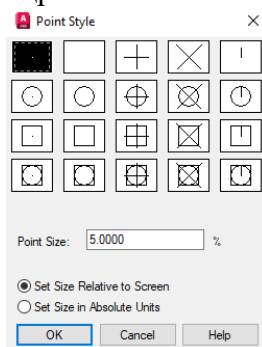 Point Style
Point Size: 5.0000 %
Set Size Relative to Screen
Set Size in Absolute Units
OK Cancel Help